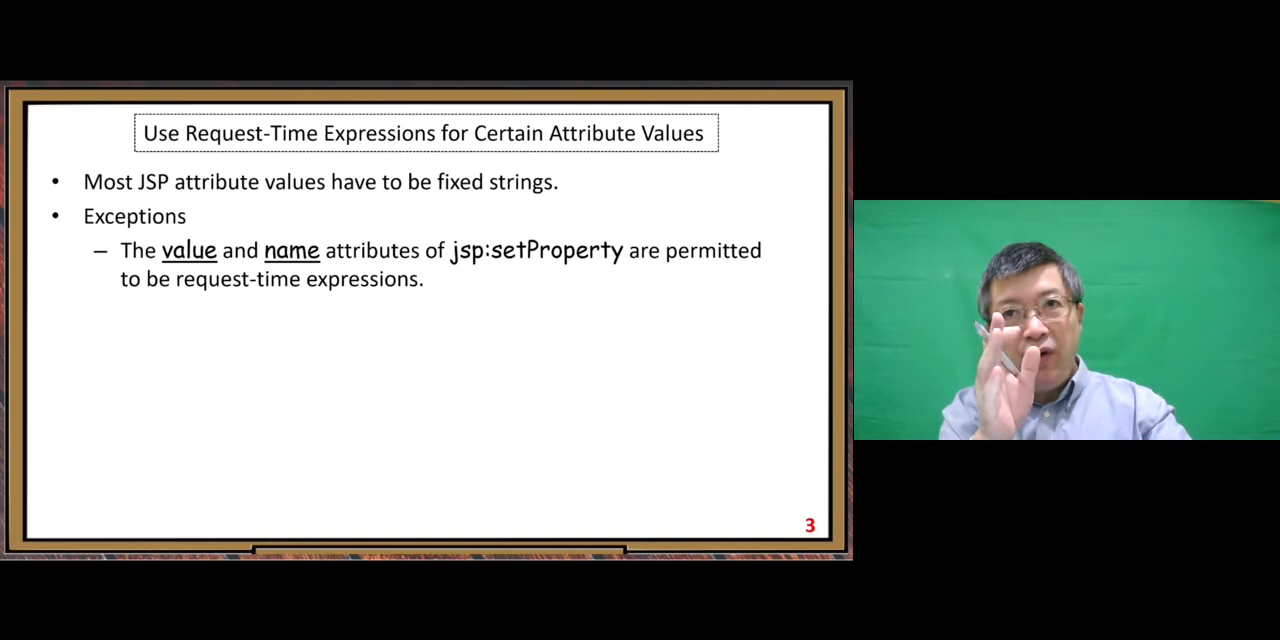 Use Request-Time Expressions for Certain Attribute Values
• Most JSP attribute values have to be fixed strings.
• Exceptions
– The value and name attributes of jsp:setProperty are permitted
to be request-time expressions.
3